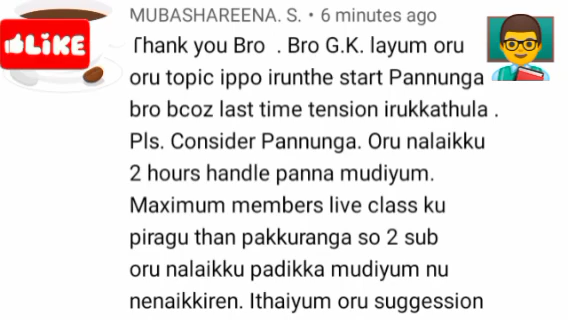 MUBASHAREENA. S. • 6 minutes ago
LiKE
Thank you Bro . Bro G.K. layum oru
oru topic ippo irunthe start Pannunga
bro bcoz last time tension irukkathula .
Pls. Consider Pannunga. Oru nalaikku
2 hours handle panna mudiyum.
Maximum members live class ku
piragu than pakkuranga so 2 sub
oru nalaikku padikka mudiyum nu
nenaikkiren. Ithaiyum oru suggession